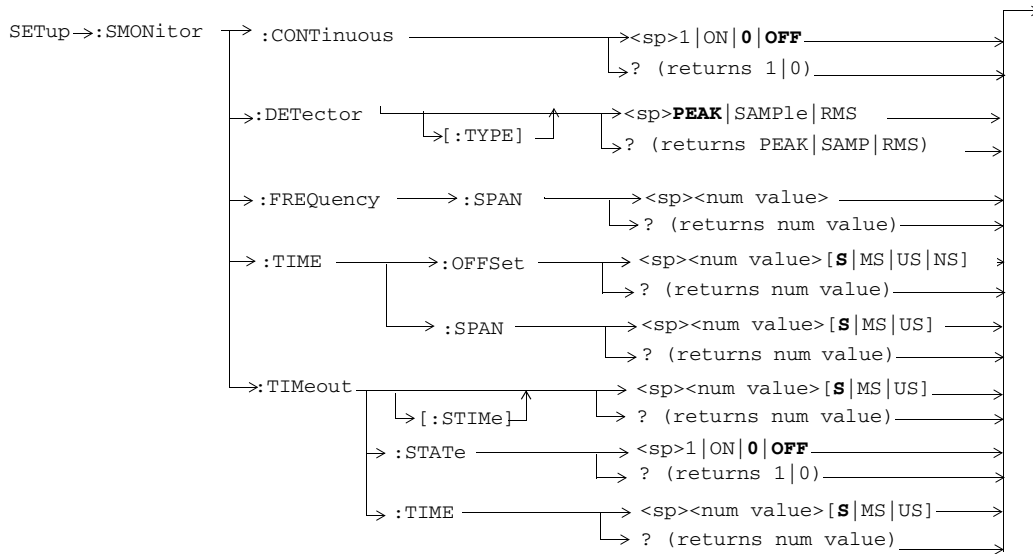 SETup :SMONitor :CONTinuous <sp>1|ON|0|OFF
? (returns 1|0)
:DETector [:TYPE] <sp>PEAK|SAMPle|RMS
? (returns PEAK|SAMP|RMS)
:FREQuency :SPAN <sp><num value>
? (returns num value)
:TIME :OFFSet <sp><num value>[S|MS|US|NS]
? (returns num value)
:SPAN <sp><num value>[S|MS|US]
? (returns num value)
:TIMeout [:STIMe] <sp><num value>[S|MS|US]
? (returns num value)
:STATe <sp>1|ON|0|OFF
? (returns 1|0)
:TIME <sp><num value>[S|MS|US]
? (returns num value)